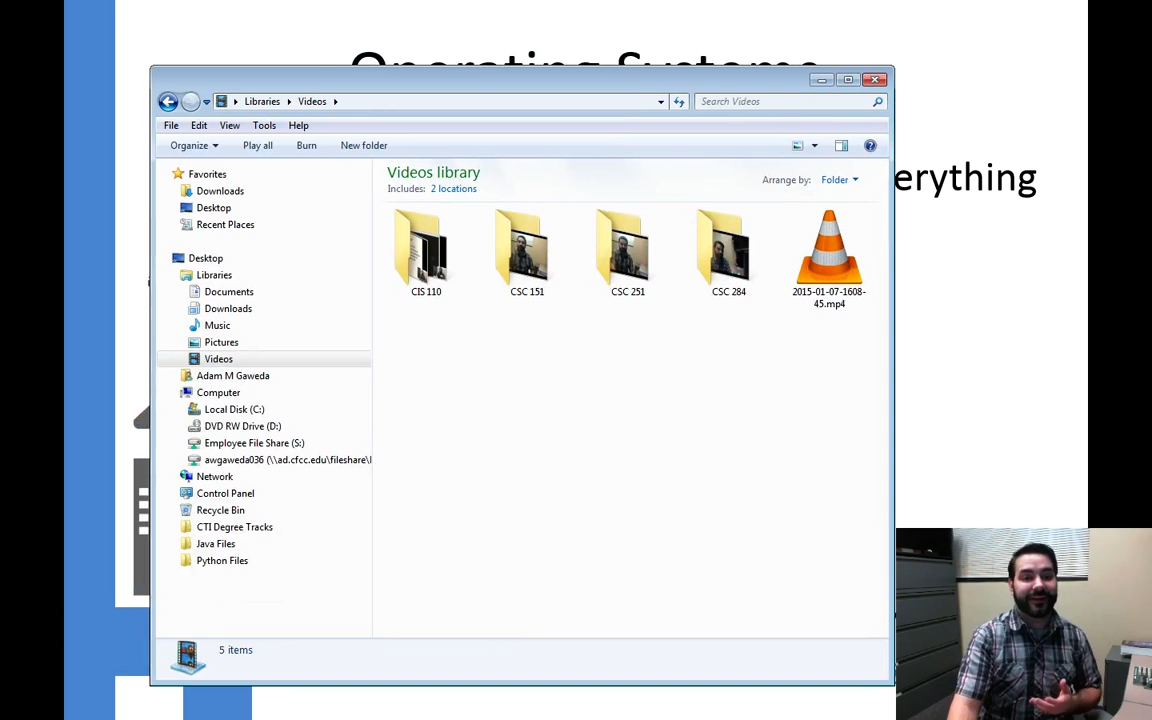 Operating Systems
erything
Libraries
Videos
Search Videos
File
Edit
View
Tools
Help
Organize
Play all
Burn
New folder
Favorites
Downloads
Desktop
Recent Places
Desktop
Libraries
Documents
Downloads
Music
Pictures
Videos
Adam M Gaweda
Computer
Local Disk (C:)
DVD RW Drive (D:)
Employee File Share (S:)
awgaweda036 (\\ad.cfcc.edu\fileshare\
Network
Control Panel
Recycle Bin
CTI Degree Tracks
Java Files
Python Files
Videos library
Includes: 2 locations
Arrange by: Folder
CIS 110
CSC 151
CSC 251
CSC 284
2015-01-07-1608-
45.mp4
5 items